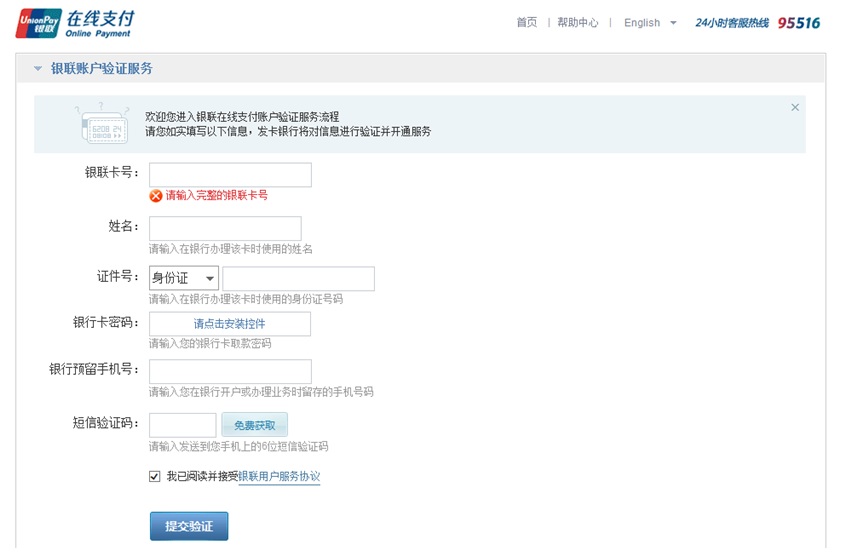 UnionPay 银联 在线支付 Online Payment
首页 | 帮助中心 | English 24小时客服热线 95516
银联账户验证服务
欢迎您进入银联在线支付账户验证服务流程
请您如实填写以下信息，发卡银行将对信息进行验证并开通服务
银联卡号：
请输入完整的银联卡号
姓名：
请输入在银行办理该卡时使用的姓名
证件号： 身份证
请输入在银行办理该卡时使用的身份证号码
银行卡密码： 请点击安装控件
请输入您的银行卡取款密码
银行预留手机号：
请输入您在银行开户或办理业务时留存的手机号码
短信验证码： 免费获取
请输入发送到您手机上的6位短信验证码
我已阅读并接受银联用户服务协议
提交验证